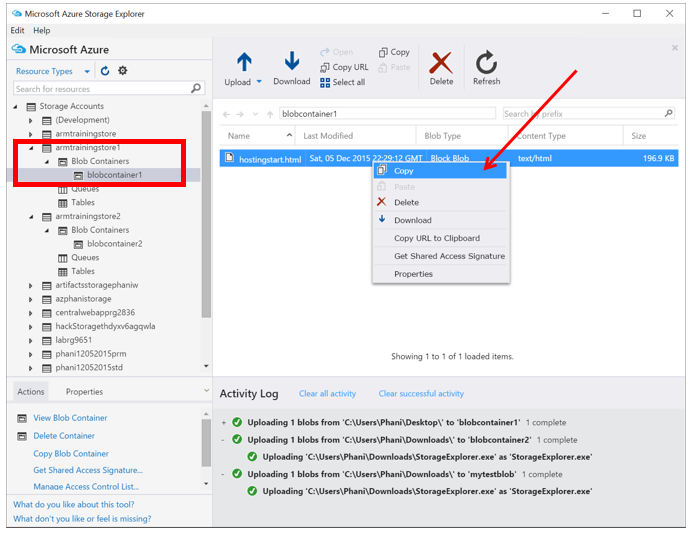 Microsoft Azure Storage Explorer
Edit Help
Microsoft Azure
Resource Types
Search for resources
Storage Accounts
(Development)
armtrainingstore
armtrainingstore1
Blob Containers
blobcontainer1
Queues
Tables
armtrainingstore2
Blob Containers
blobcontainer2
Queues
Tables
artifactsstoragephaniw
azphanistorage
centralwebapprg2836
hackStoragethdyxv6agqwla
labrg9651
phani12052015prm
phani12052015std
Actions Properties
View Blob Container
Delete Container
Copy Blob Container
Get Shared Access Signature...
Manage Access Control List...
What do you like about this tool?
What don't you like or feel is missing?
Upload
Download
Open
Copy URL
Select all
Copy
Paste
Delete
Refresh
blobcontainer1
Search by prefix
Name Last Modified Blob Type Content Type Size
hostingstart.html Sat, 05 Dec 2015 22:29:12 GMT Block Blob text/html 196.9 KB
Copy
Paste
Delete
Download
Copy URL to Clipboard
Get Shared Access Signature
Properties
Showing 1 to 1 of 1 loaded items.
Activity Log Clear all activity Clear successful activity
+ Uploading 1 blobs from 'C:\Users\Phani\Desktop\' to 'blobcontainer1' 1 complete
- Uploading 1 blobs from 'C:\Users\Phani\Downloads\' to 'blobcontainer2' 1 complete
Uploading 'C:\Users\Phani\Downloads\StorageExplorer.exe' as 'StorageExplorer.exe'
- Uploading 1 blobs from 'C:\Users\Phani\Downloads\' to 'mytestblob' 1 complete
Uploading 'C:\Users\Phani\Downloads\StorageExplorer.exe' as 'StorageExplorer.exe'